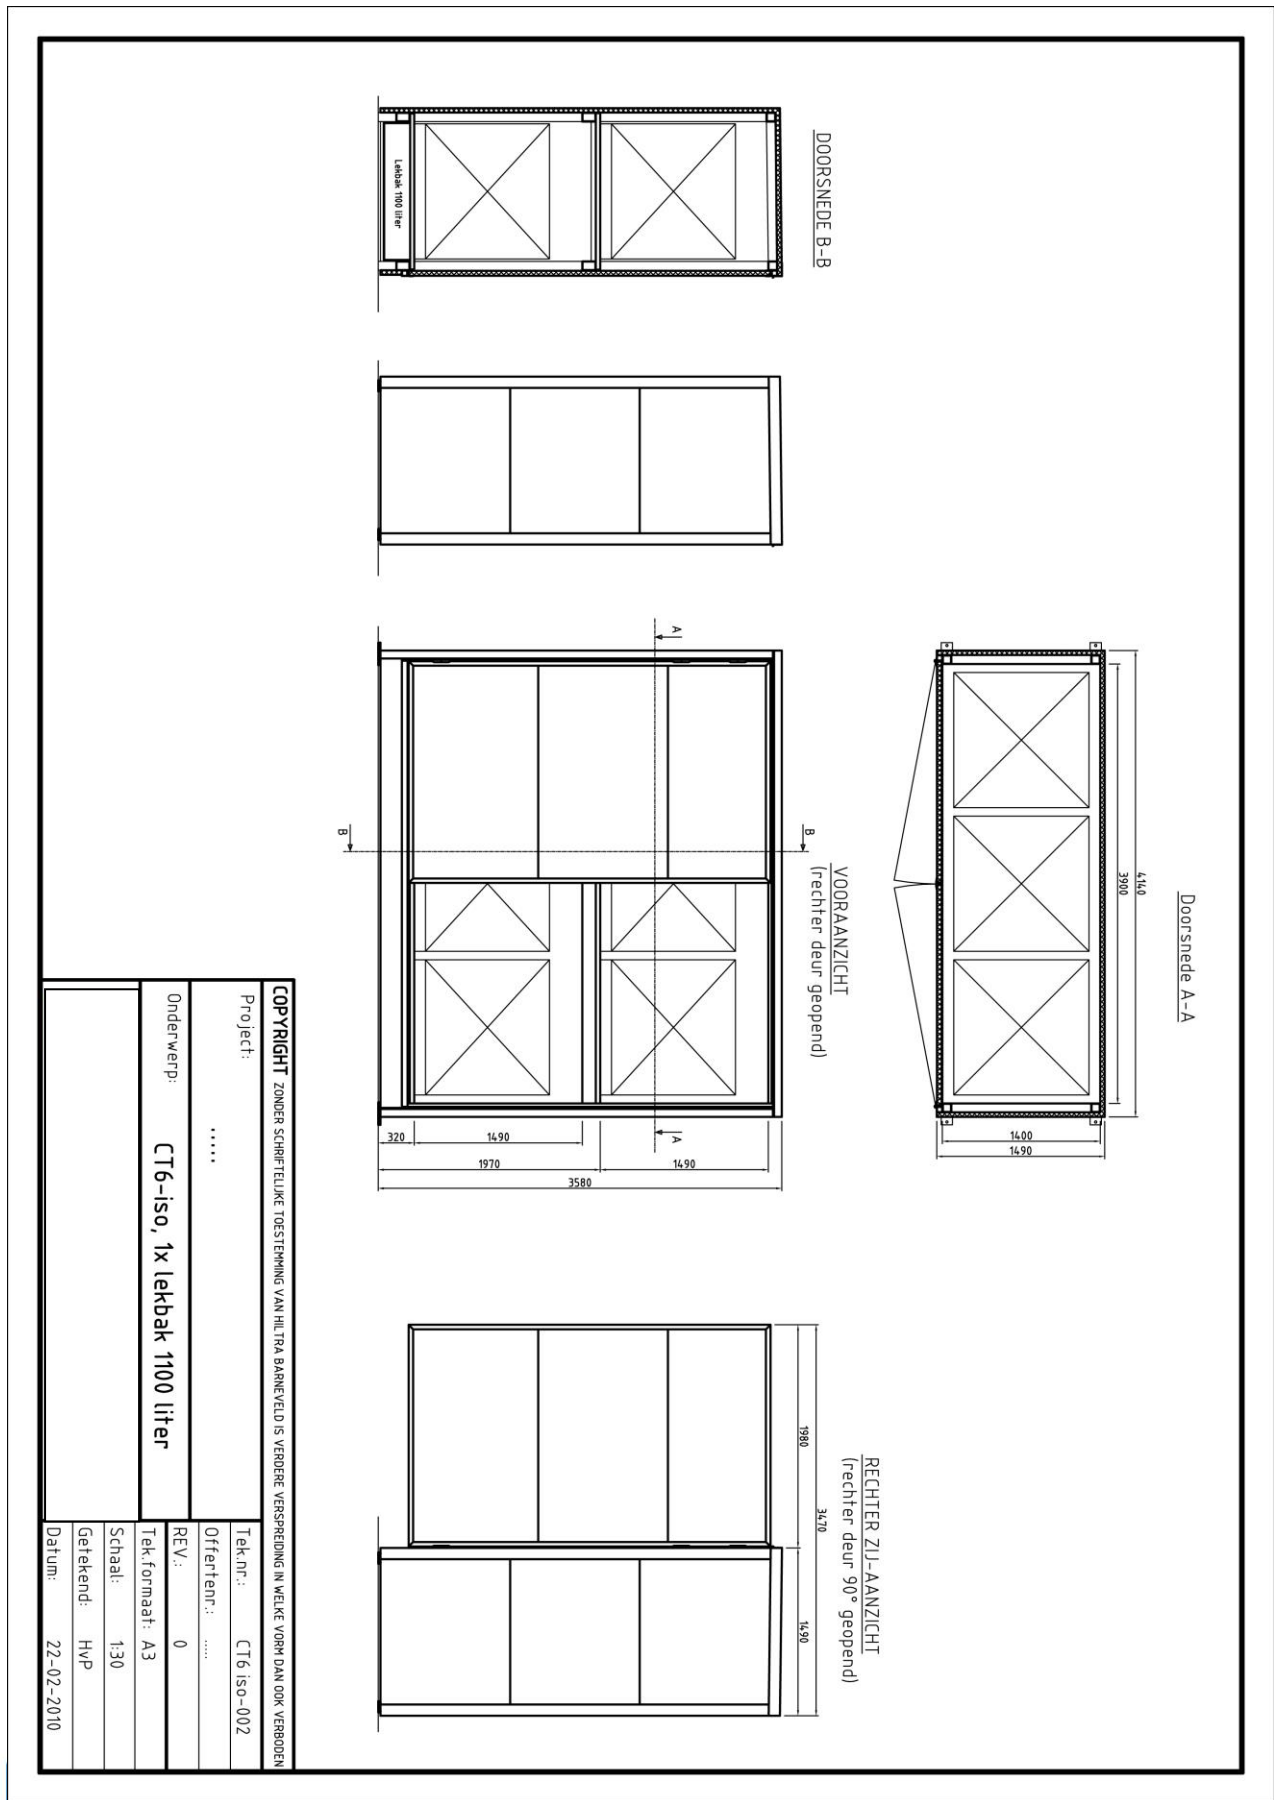 DOORSNEDE B-B
Lekbak 1100 liter
Doorsnede A-A
4140
3900
1400
1490
VOORAANZICHT
(rechter deur geopend)
A
A
B
B
320
1490
1970
1490
3580
RECHTER ZIJ-AANZICHT
(rechter deur 90° geopend)
3470
1980
1490
COPYRIGHT ZONDER SCHRIFTELIJKE TOESTEMMING VAN HILTRA BARNEVELD IS VERDERE VERSPREIDING IN WELKE VORM DAN OOK VERBODEN
Project:
.....
Onderwerp:
CT6-iso, 1x lekbak 1100 liter
Tek.nr.: CT6 iso-002
Offertenr.: .....
REV.: 0
Tek.formaat: A3
Schaal: 1:30
Getekend: HvP
Datum: 22-02-2010